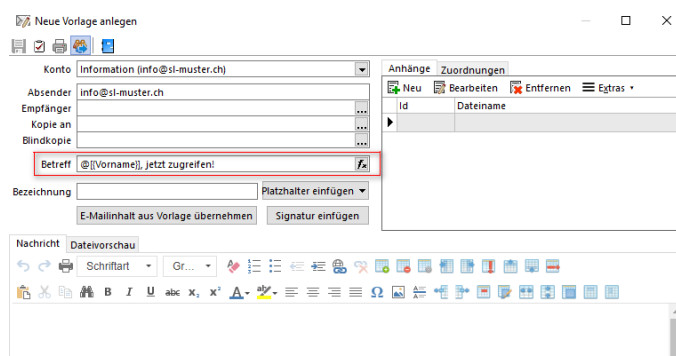 Neue Vorlage anlegen
Konto Information (info@sl-muster.ch)
Absender info@sl-muster.ch
Empfänger ...
Kopie an ...
Blindkopie ...
Betreff @[[Vorname]], jetzt zugreifen! fx
Bezeichnung Platzhalter einfügen
E-Mailinhalt aus Vorlage übernehmen Signatur einfügen
Anhänge Zuordnungen
Neu Bearbeiten Entfernen Extras
Id Dateiname
Nachricht Dateivorschau
Schriftart Gr...
B I U abc x₂ x² A ab Ω